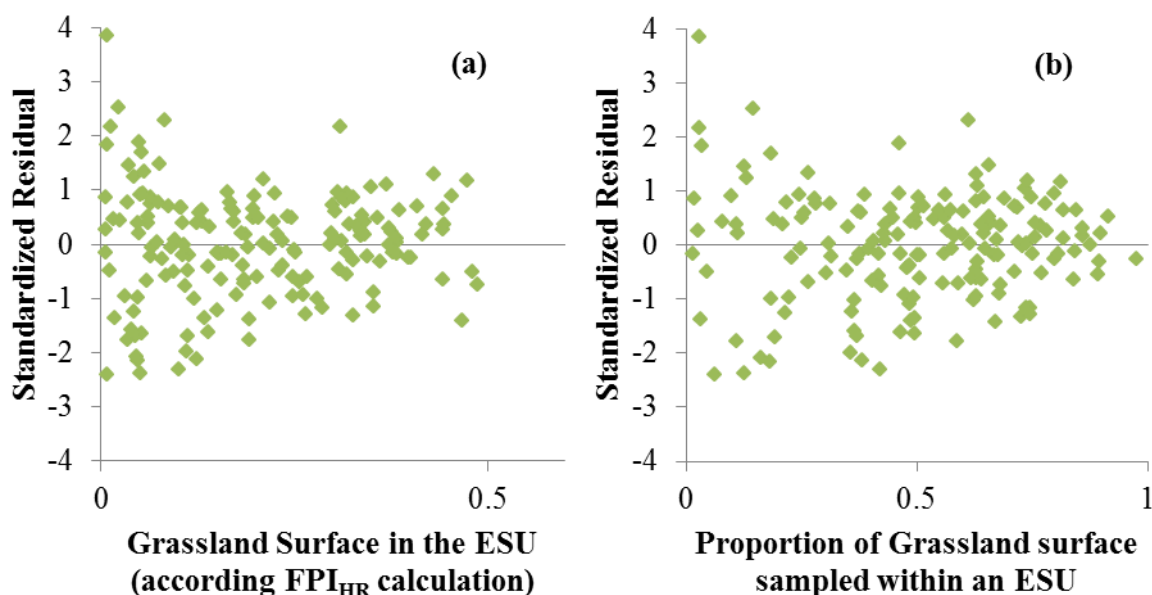 4
3
2
1
0
-1
-2
-3
-4
Standardized Residual
(a)
0
0.5
Grassland Surface in the ESU
(according FPI_HR calculation)
4
3
2
1
0
-1
-2
-3
-4
Standardized Residual
(b)
0
0.5
1
Proportion of Grassland surface
sampled within an ESU